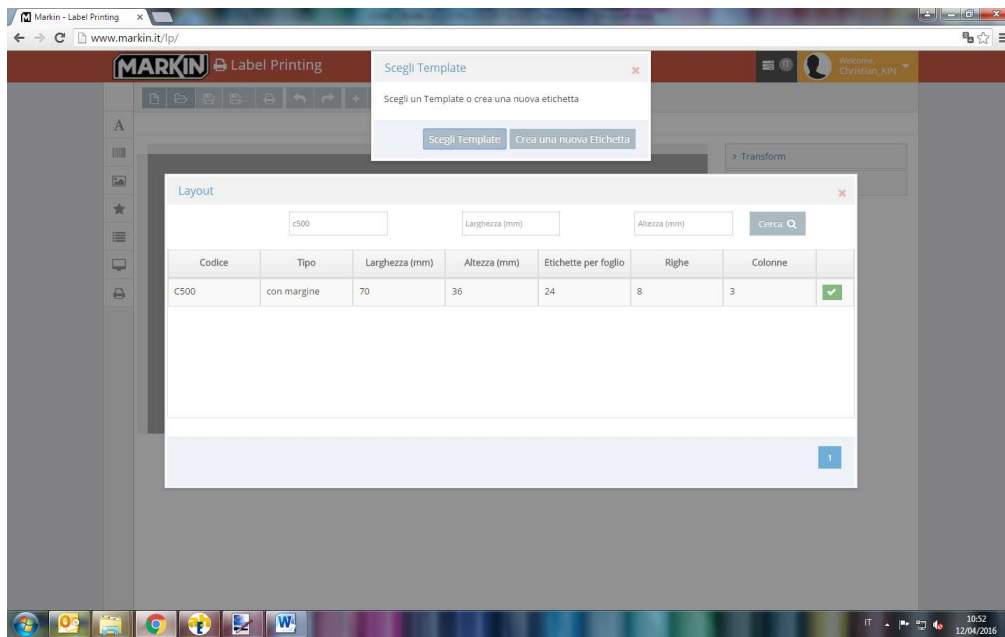 Markin - Label Printing
www.markin.it/lp/
MARKIN Label Printing
IT
Welcome,
Christian_KIN
Scegli Template
Scegli un Template o crea una nuova etichetta
Scegli Template Crea una nuova Etichetta
A
> Transform
Layout
c500 Larghezza (mm) Altezza (mm) Cerca
Codice Tipo Larghezza (mm) Altezza (mm) Etichette per foglio Righe Colonne
C500 con margine 70 36 24 8 3
1
IT
10:52
12/04/2016